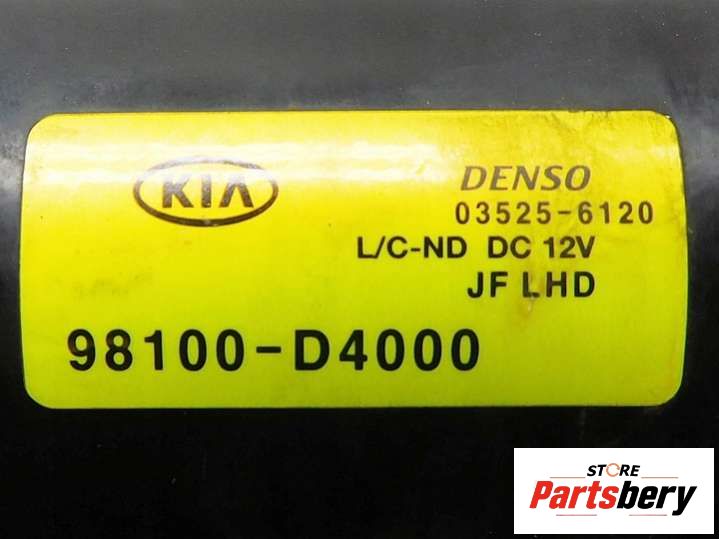 KIA
DENSO
03525-6120
L/C-ND DC 12V
JF LHD
98100-D4000
STORE
Partsbery